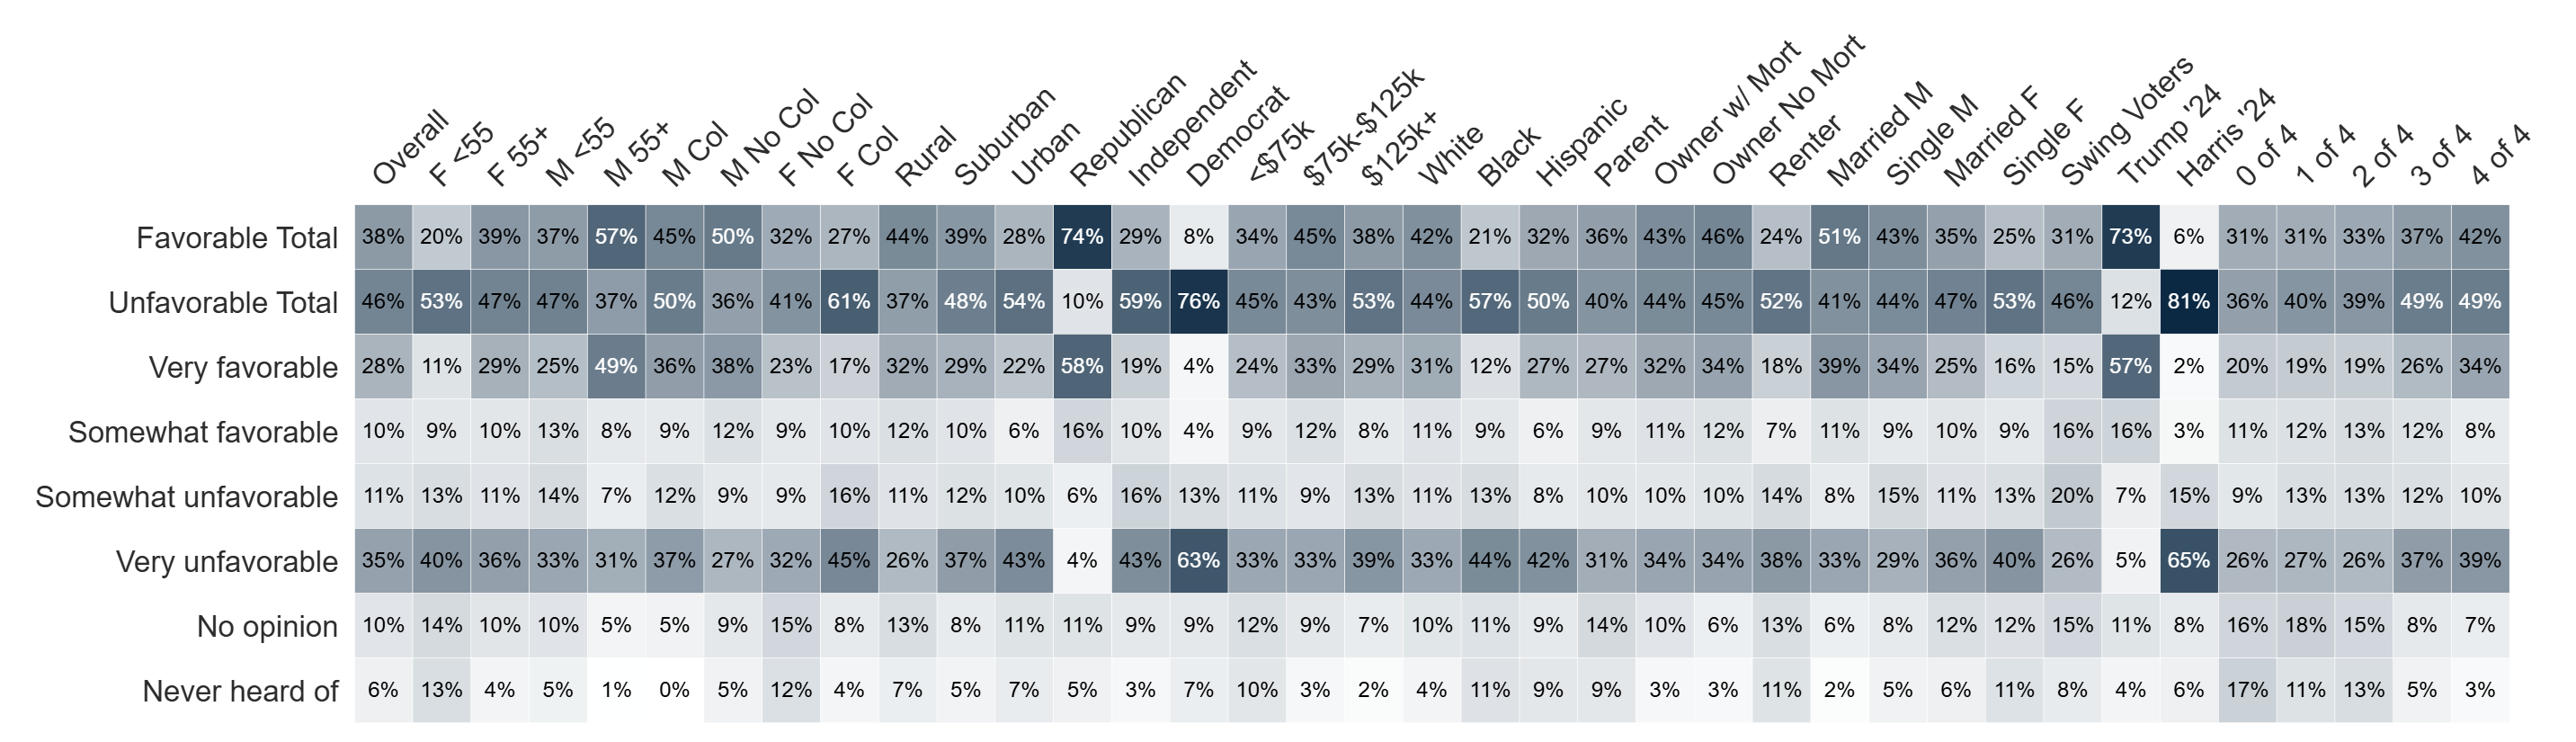 Overall F <55 F 55+ M <55 M 55+ M Col M No Col F No Col F Col Rural Suburban Urban Republican Independent Democrat <$75k $75k-$125k $125k+ White Black Hispanic Parent Owner w/ Mort Owner No Mort Renter Married M Single M Married F Single F Swing Voters Trump '24 Harris '24 0 of 4 1 of 4 2 of 4 3 of 4 4 of 4
Favorable Total 38% 20% 39% 37% 57% 45% 50% 32% 27% 44% 39% 28% 74% 29% 8% 34% 45% 38% 42% 21% 32% 36% 43% 46% 24% 51% 43% 35% 25% 31% 73% 6% 31% 31% 33% 37% 42%
Unfavorable Total 46% 53% 47% 47% 37% 50% 36% 41% 61% 37% 48% 54% 10% 59% 76% 45% 43% 53% 44% 57% 50% 40% 44% 45% 52% 41% 44% 47% 53% 46% 12% 81% 36% 40% 39% 49% 49%
Very favorable 28% 11% 29% 25% 49% 36% 38% 23% 17% 32% 29% 22% 58% 19% 4% 24% 33% 29% 31% 12% 27% 27% 32% 34% 18% 39% 34% 25% 16% 15% 57% 2% 20% 19% 19% 26% 34%
Somewhat favorable 10% 9% 10% 13% 8% 9% 12% 9% 10% 12% 10% 6% 16% 10% 4% 9% 12% 8% 11% 9% 6% 9% 11% 12% 7% 11% 9% 10% 9% 16% 16% 3% 11% 12% 13% 12% 8%
Somewhat unfavorable 11% 13% 11% 14% 7% 12% 9% 9% 16% 11% 12% 10% 6% 16% 13% 11% 9% 13% 11% 13% 8% 10% 10% 10% 14% 8% 15% 11% 13% 20% 7% 15% 9% 13% 13% 12% 10%
Very unfavorable 35% 40% 36% 33% 31% 37% 27% 32% 45% 26% 37% 43% 4% 43% 63% 33% 33% 39% 33% 44% 42% 31% 34% 34% 38% 33% 29% 36% 40% 26% 5% 65% 26% 27% 26% 37% 39%
No opinion 10% 14% 10% 10% 5% 5% 9% 15% 8% 13% 8% 11% 11% 9% 9% 12% 9% 7% 10% 11% 9% 14% 10% 6% 13% 6% 8% 12% 12% 15% 11% 8% 16% 18% 15% 8% 7%
Never heard of 6% 13% 4% 5% 1% 0% 5% 12% 4% 7% 5% 7% 5% 3% 7% 10% 3% 2% 4% 11% 9% 9% 3% 3% 11% 2% 5% 6% 11% 8% 4% 6% 17% 11% 13% 5% 3%